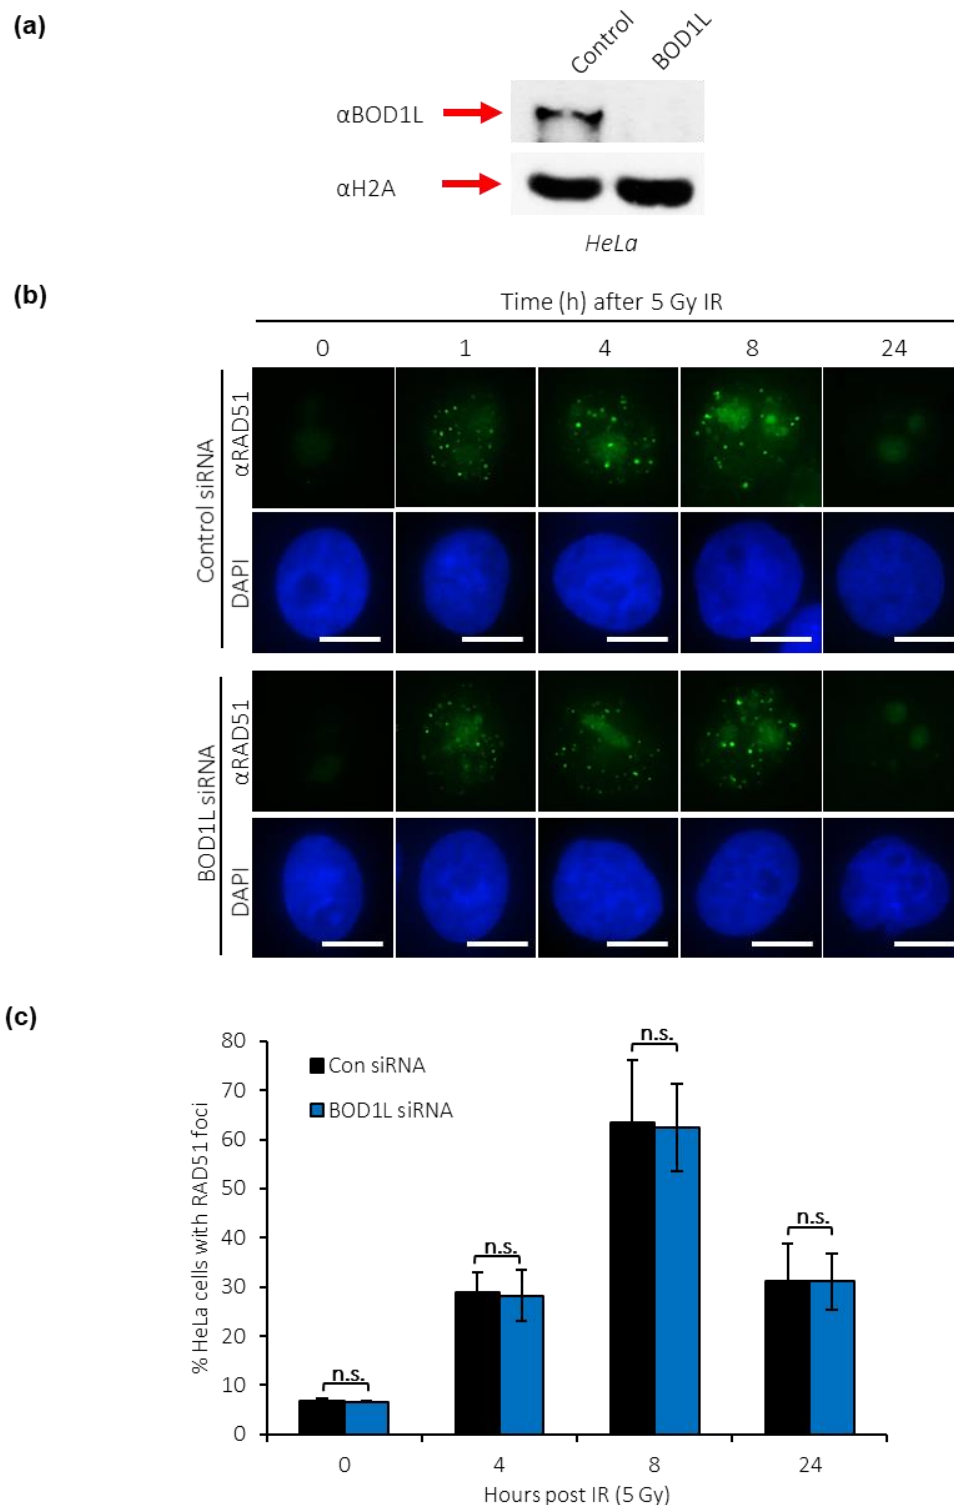 (a)
Control
BOD1L
αBOD1L
αH2A
HeLa
(b)
Time (h) after 5 Gy IR
0 1 4 8 24
Control siRNA
αRAD51
DAPI
BOD1L siRNA
αRAD51
DAPI
(c)
% HeLa cells with RAD51 foci
80
70
60
50
40
30
20
10
0
Con siRNA
BOD1L siRNA
n.s.
n.s.
n.s.
n.s.
0 4 8 24
Hours post IR (5 Gy)